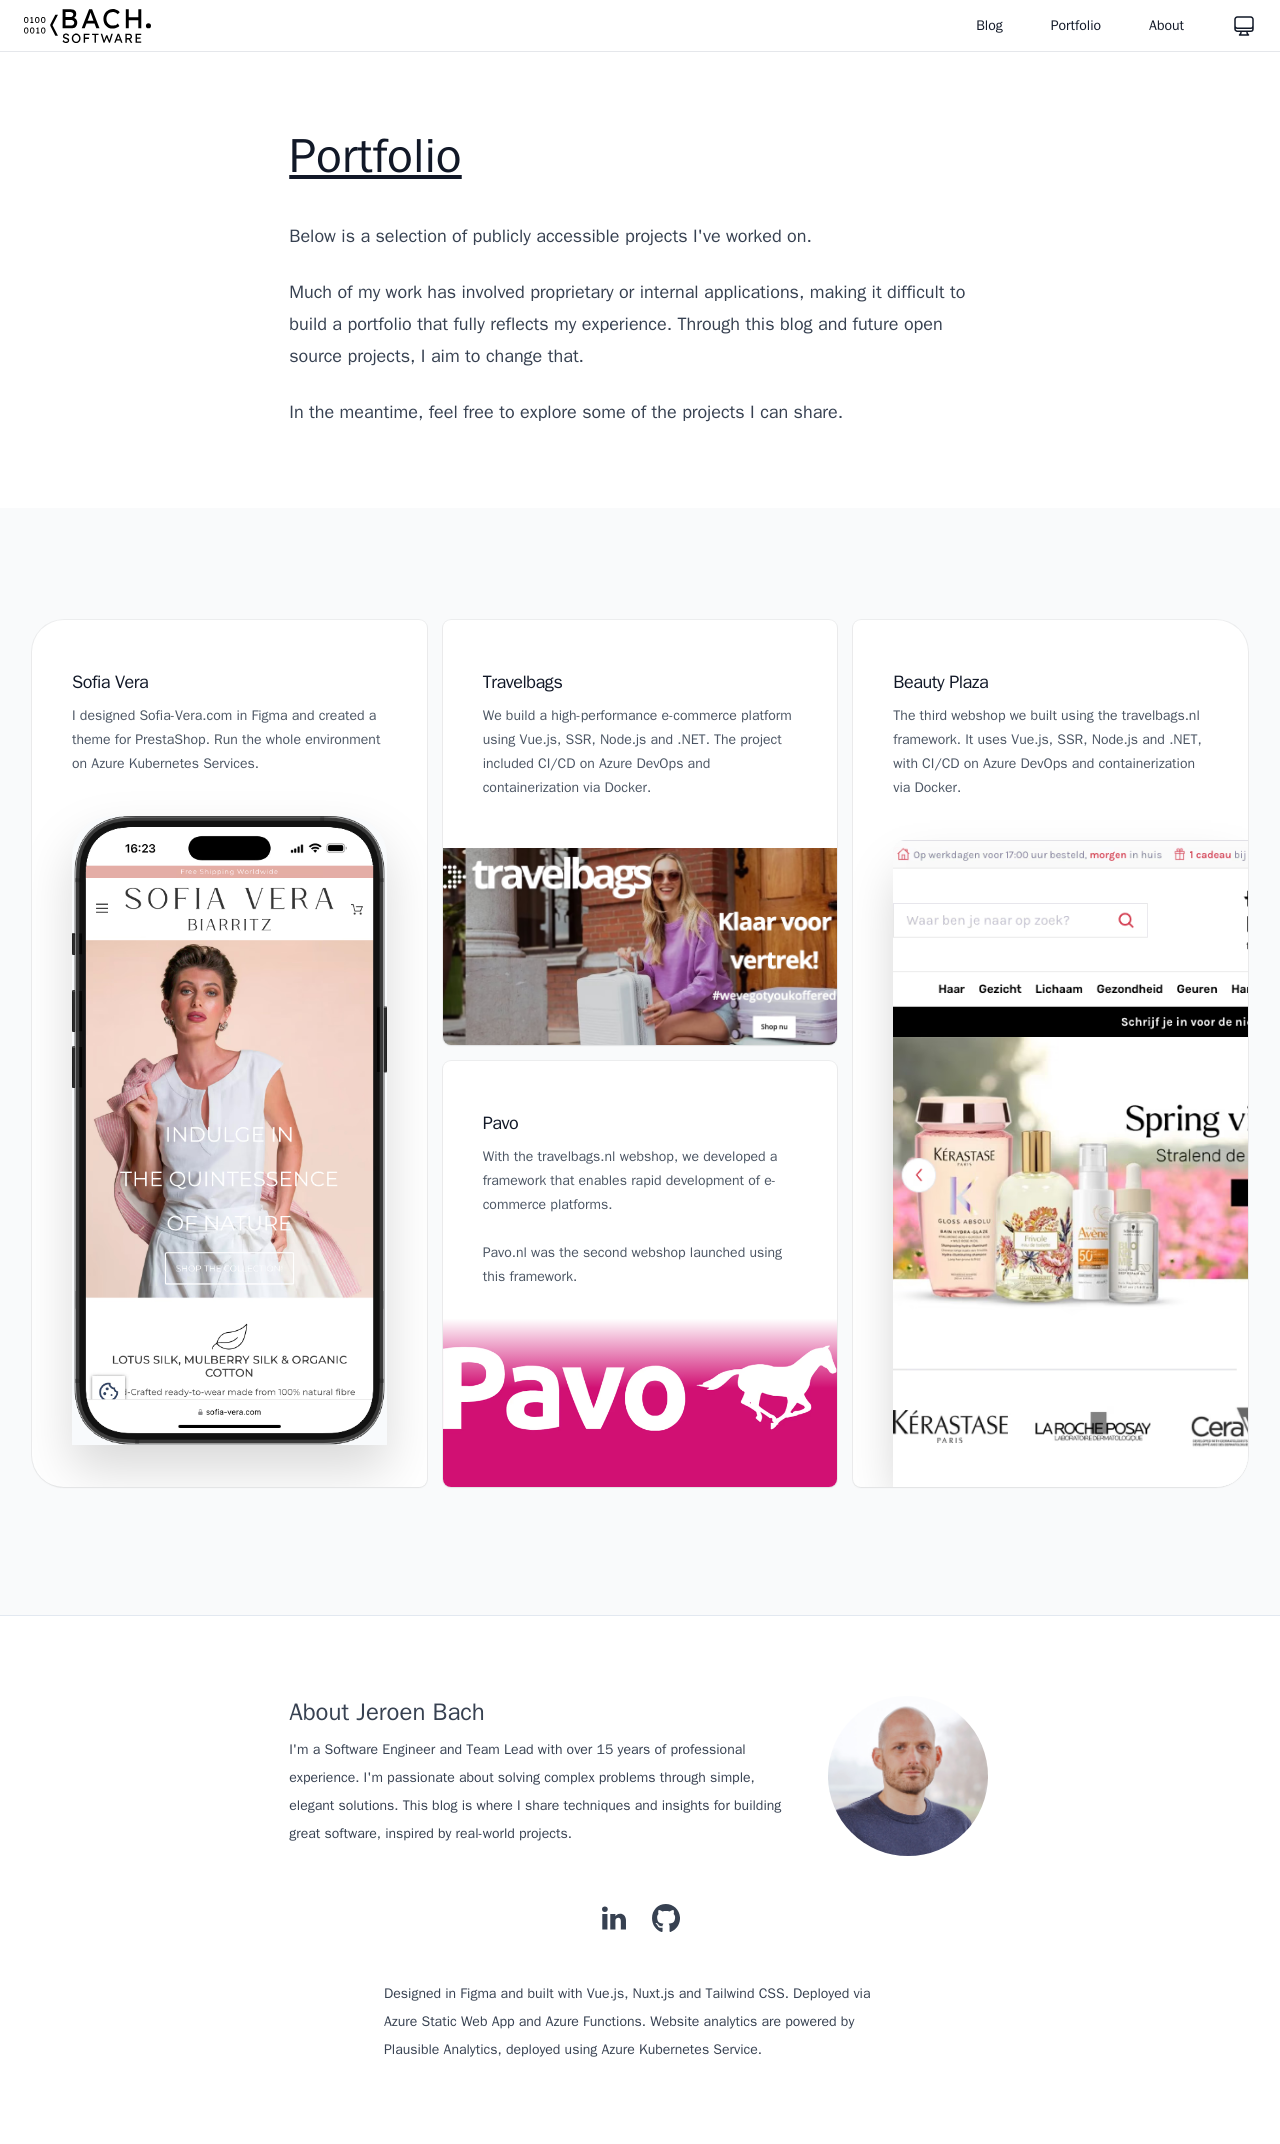 0100
0010
BACH.
SOFTWARE
Blog
Portfolio
About
Portfolio
Below is a selection of publicly accessible projects I've worked on.
Much of my work has involved proprietary or internal applications, making it difficult to
build a portfolio that fully reflects my experience. Through this blog and future open
source projects, I aim to change that.
In the meantime, feel free to explore some of the projects I can share.
Sofia Vera
I designed Sofia-Vera.com in Figma and created a
theme for PrestaShop. Run the whole environment
on Azure Kubernetes Services.
16:23
Free Shipping Worldwide
SOFIA VERA
BIARRITZ
INDULGE IN
THE QUINTESSENCE
OF NATURE
SHOP THE COLLECTION
LOTUS SILK, MULBERRY SILK & ORGANIC
COTTON
-Crafted ready-to-wear made from 100% natural fibre
sofia-vera.com
Travelbags
We build a high-performance e-commerce platform
using Vue.js, SSR, Node.js and .NET. The project
included CI/CD on Azure DevOps and
containerization via Docker.
travelbags
Klaar voor
vertrek!
#wevegotyoukoffered
Shop nu
Pavo
With the travelbags.nl webshop, we developed a
framework that enables rapid development of e-
commerce platforms.
Pavo.nl was the second webshop launched using
this framework.
Pavo
Beauty Plaza
The third webshop we built using the travelbags.nl
framework. It uses Vue.js, SSR, Node.js and .NET,
with CI/CD on Azure DevOps and containerization
via Docker.
Op werkdagen voor 17:00 uur besteld, morgen in huis
1 cadeau bij
Waar ben je naar op zoek?
Haar Gezicht Lichaam Gezondheid Geuren Har
Schrijf je in voor de ni
Spring v
Stralend de
KÉRASTASE
PARIS
GLOSS ABSOLU
Frivole
Avène
50+
KÉRASTASE
PARIS
LA ROCHE POSAY
LABORATOIRE DERMATOLOGIQUE
CeraV
About Jeroen Bach
I'm a Software Engineer and Team Lead with over 15 years of professional
experience. I'm passionate about solving complex problems through simple,
elegant solutions. This blog is where I share techniques and insights for building
great software, inspired by real-world projects.
in
Designed in Figma and built with Vue.js, Nuxt.js and Tailwind CSS. Deployed via
Azure Static Web App and Azure Functions. Website analytics are powered by
Plausible Analytics, deployed using Azure Kubernetes Service.